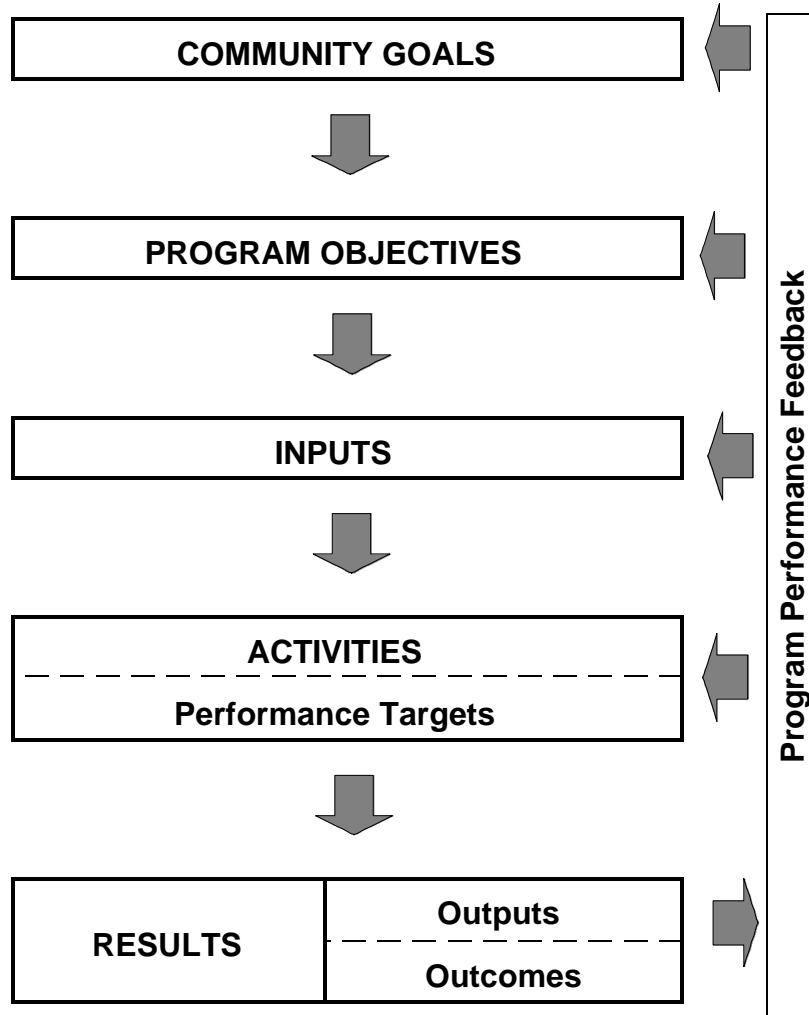 COMMUNITY GOALS
PROGRAM OBJECTIVES
INPUTS
ACTIVITIES
Performance Targets
RESULTS
Outputs
Outcomes
Program Performance Feedback